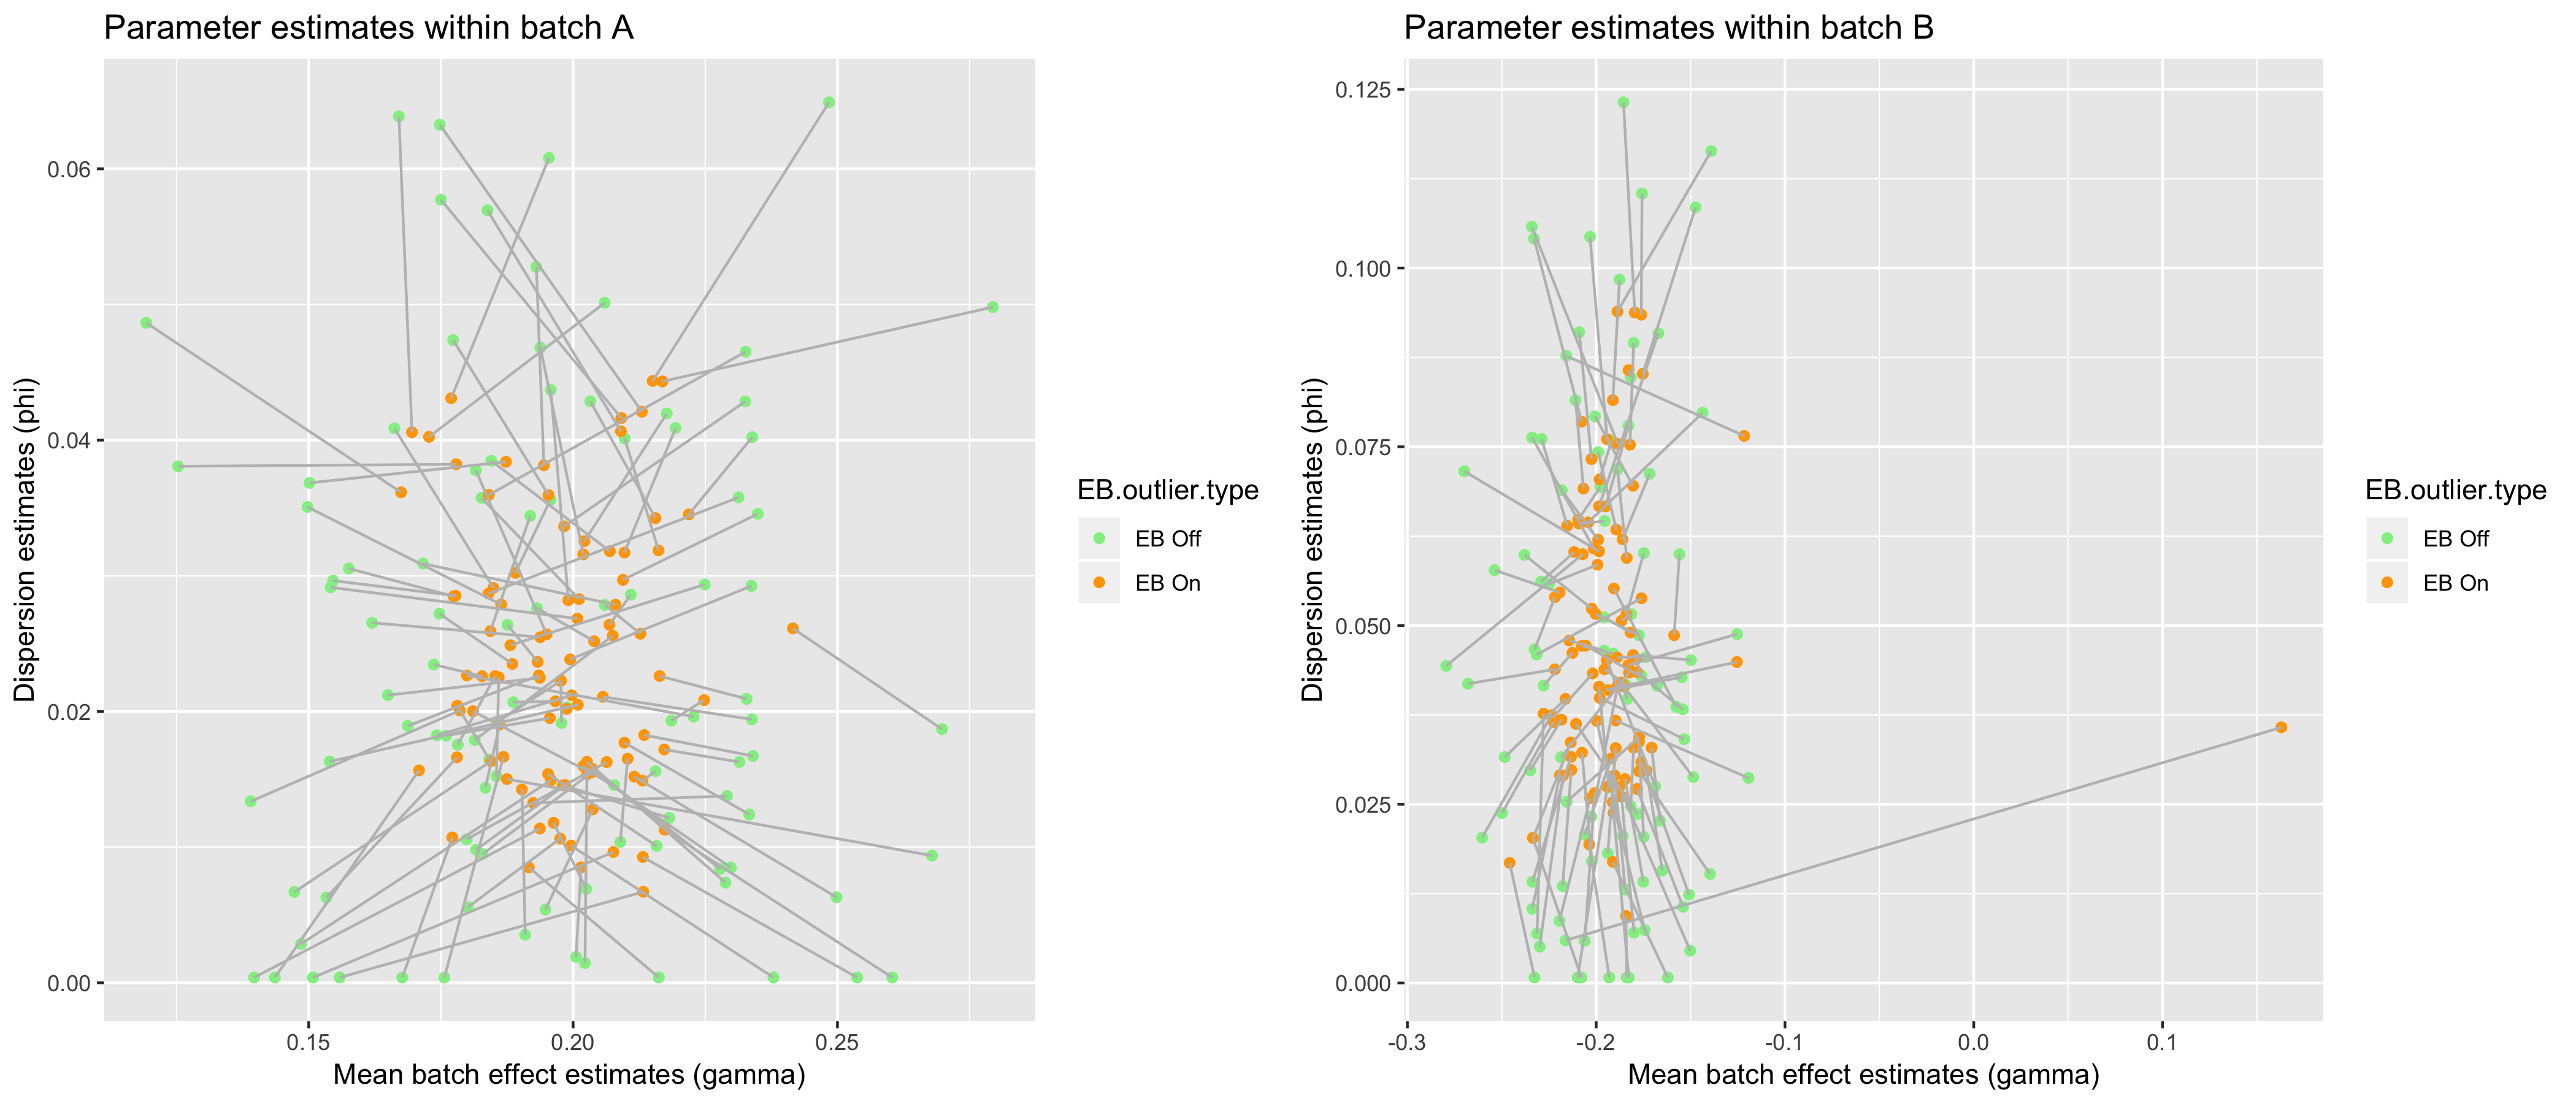 Parameter estimates within batch A
Dispersion estimates (phi)
0.06
0.04
0.02
0.00
0.15
0.20
0.25
Mean batch effect estimates (gamma)
EB.outlier.type
EB Off
EB On
Parameter estimates within batch B
Dispersion estimates (phi)
0.125
0.100
0.075
0.050
0.025
0.000
-0.3
-0.2
-0.1
0.0
0.1
Mean batch effect estimates (gamma)
EB.outlier.type
EB Off
EB On